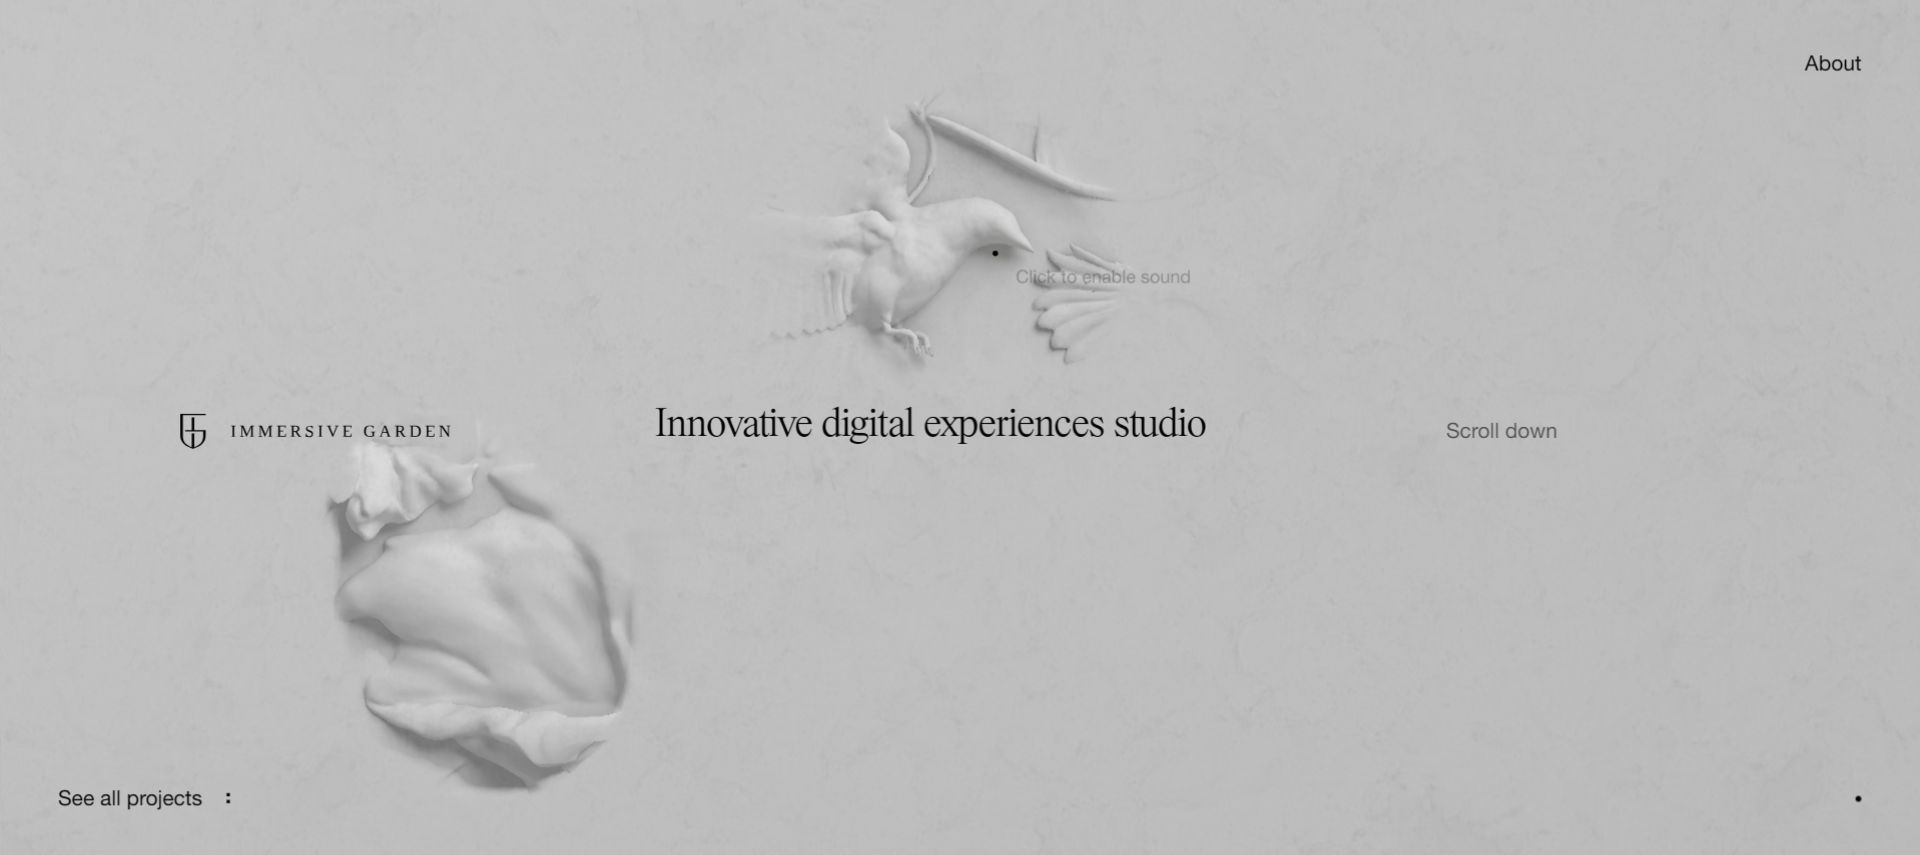 About
Click to enable sound
IMMERSIVE GARDEN
Innovative digital experiences studio
Scroll down
See all projects :